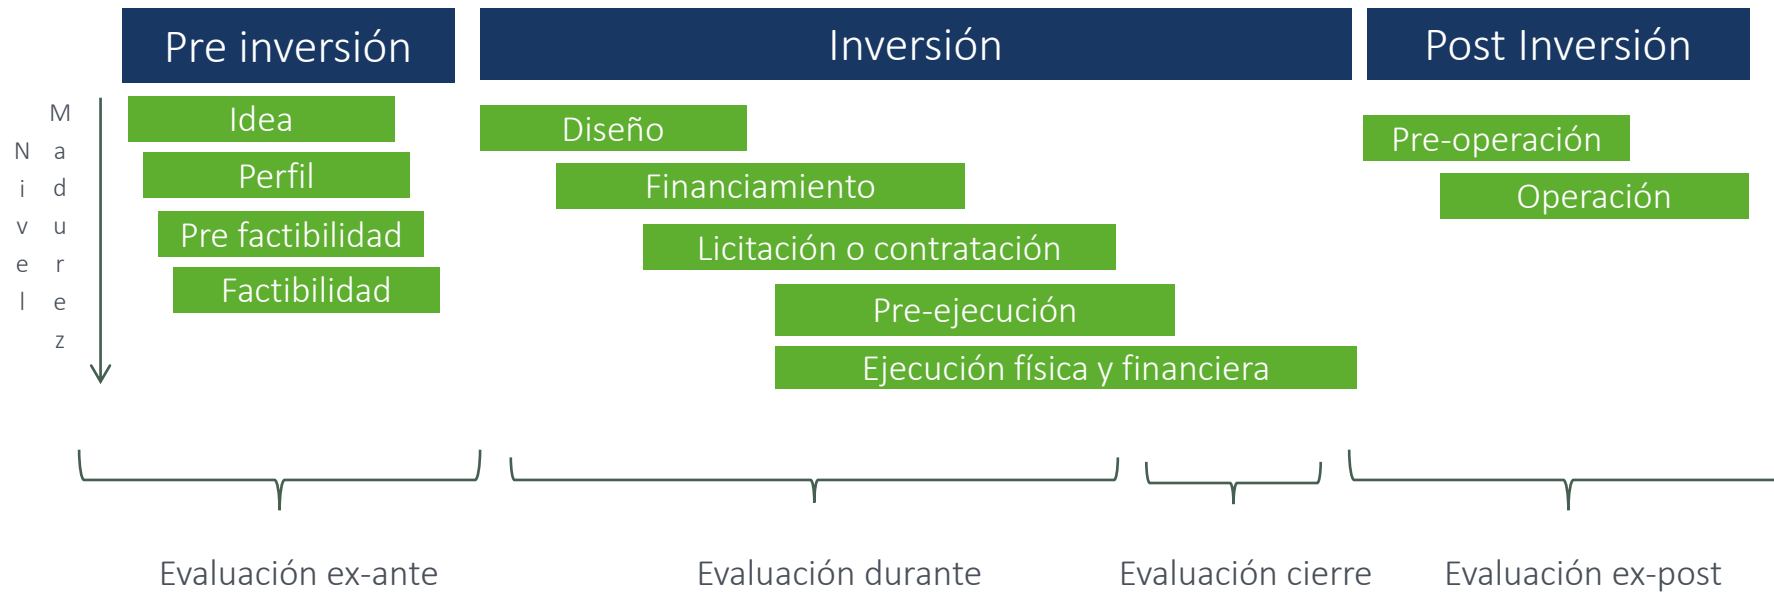 Pre inversión
Inversión
Post Inversión
Nivel
Madurez
Idea
Perfil
Pre factibilidad
Factibilidad
Diseño
Financiamiento
Licitación o contratación
Pre-ejecución
Ejecución física y financiera
Pre-operación
Operación
Evaluación ex-ante
Evaluación durante
Evaluación cierre
Evaluación ex-post